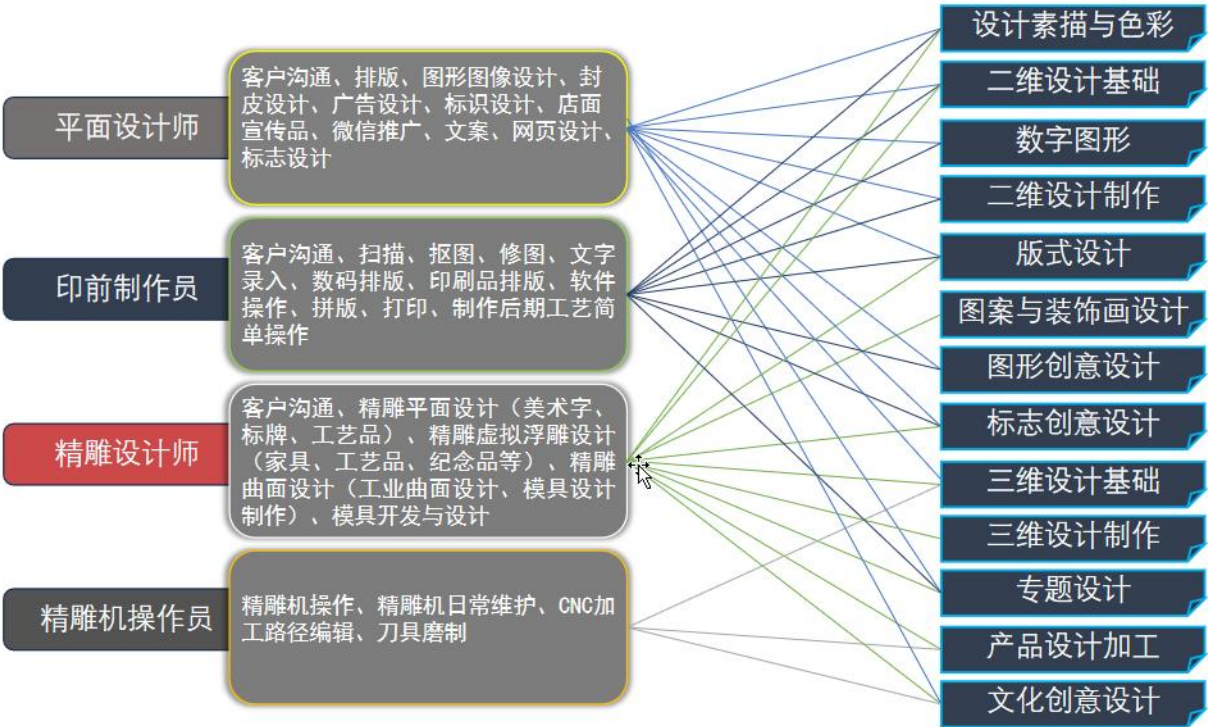 平面设计师
客户沟通、排版、图形图像设计、封
皮设计、广告设计、标识设计、店面
宣传品、微信推广、文案、网页设计、
标志设计
印前制作员
客户沟通、扫描、抠图、修图、文字
录入、数码排版、印刷品排版、软件
操作、拼版、打印、制作后期工艺简
单操作
精雕设计师
客户沟通、精雕平面设计（美术字、
标牌、工艺品）、精雕虚拟浮雕设计
（家具、工艺品、纪念品等）、精雕
曲面设计（工业曲面设计、模具设计
制作）、模具开发与设计
精雕机操作员
精雕机操作、精雕机日常维护、CNC加
工路径编辑、刀具磨制
设计素描与色彩
二维设计基础
数字图形
二维设计制作
版式设计
图案与装饰画设计
图形创意设计
标志创意设计
三维设计基础
三维设计制作
专题设计
产品设计加工
文化创意设计